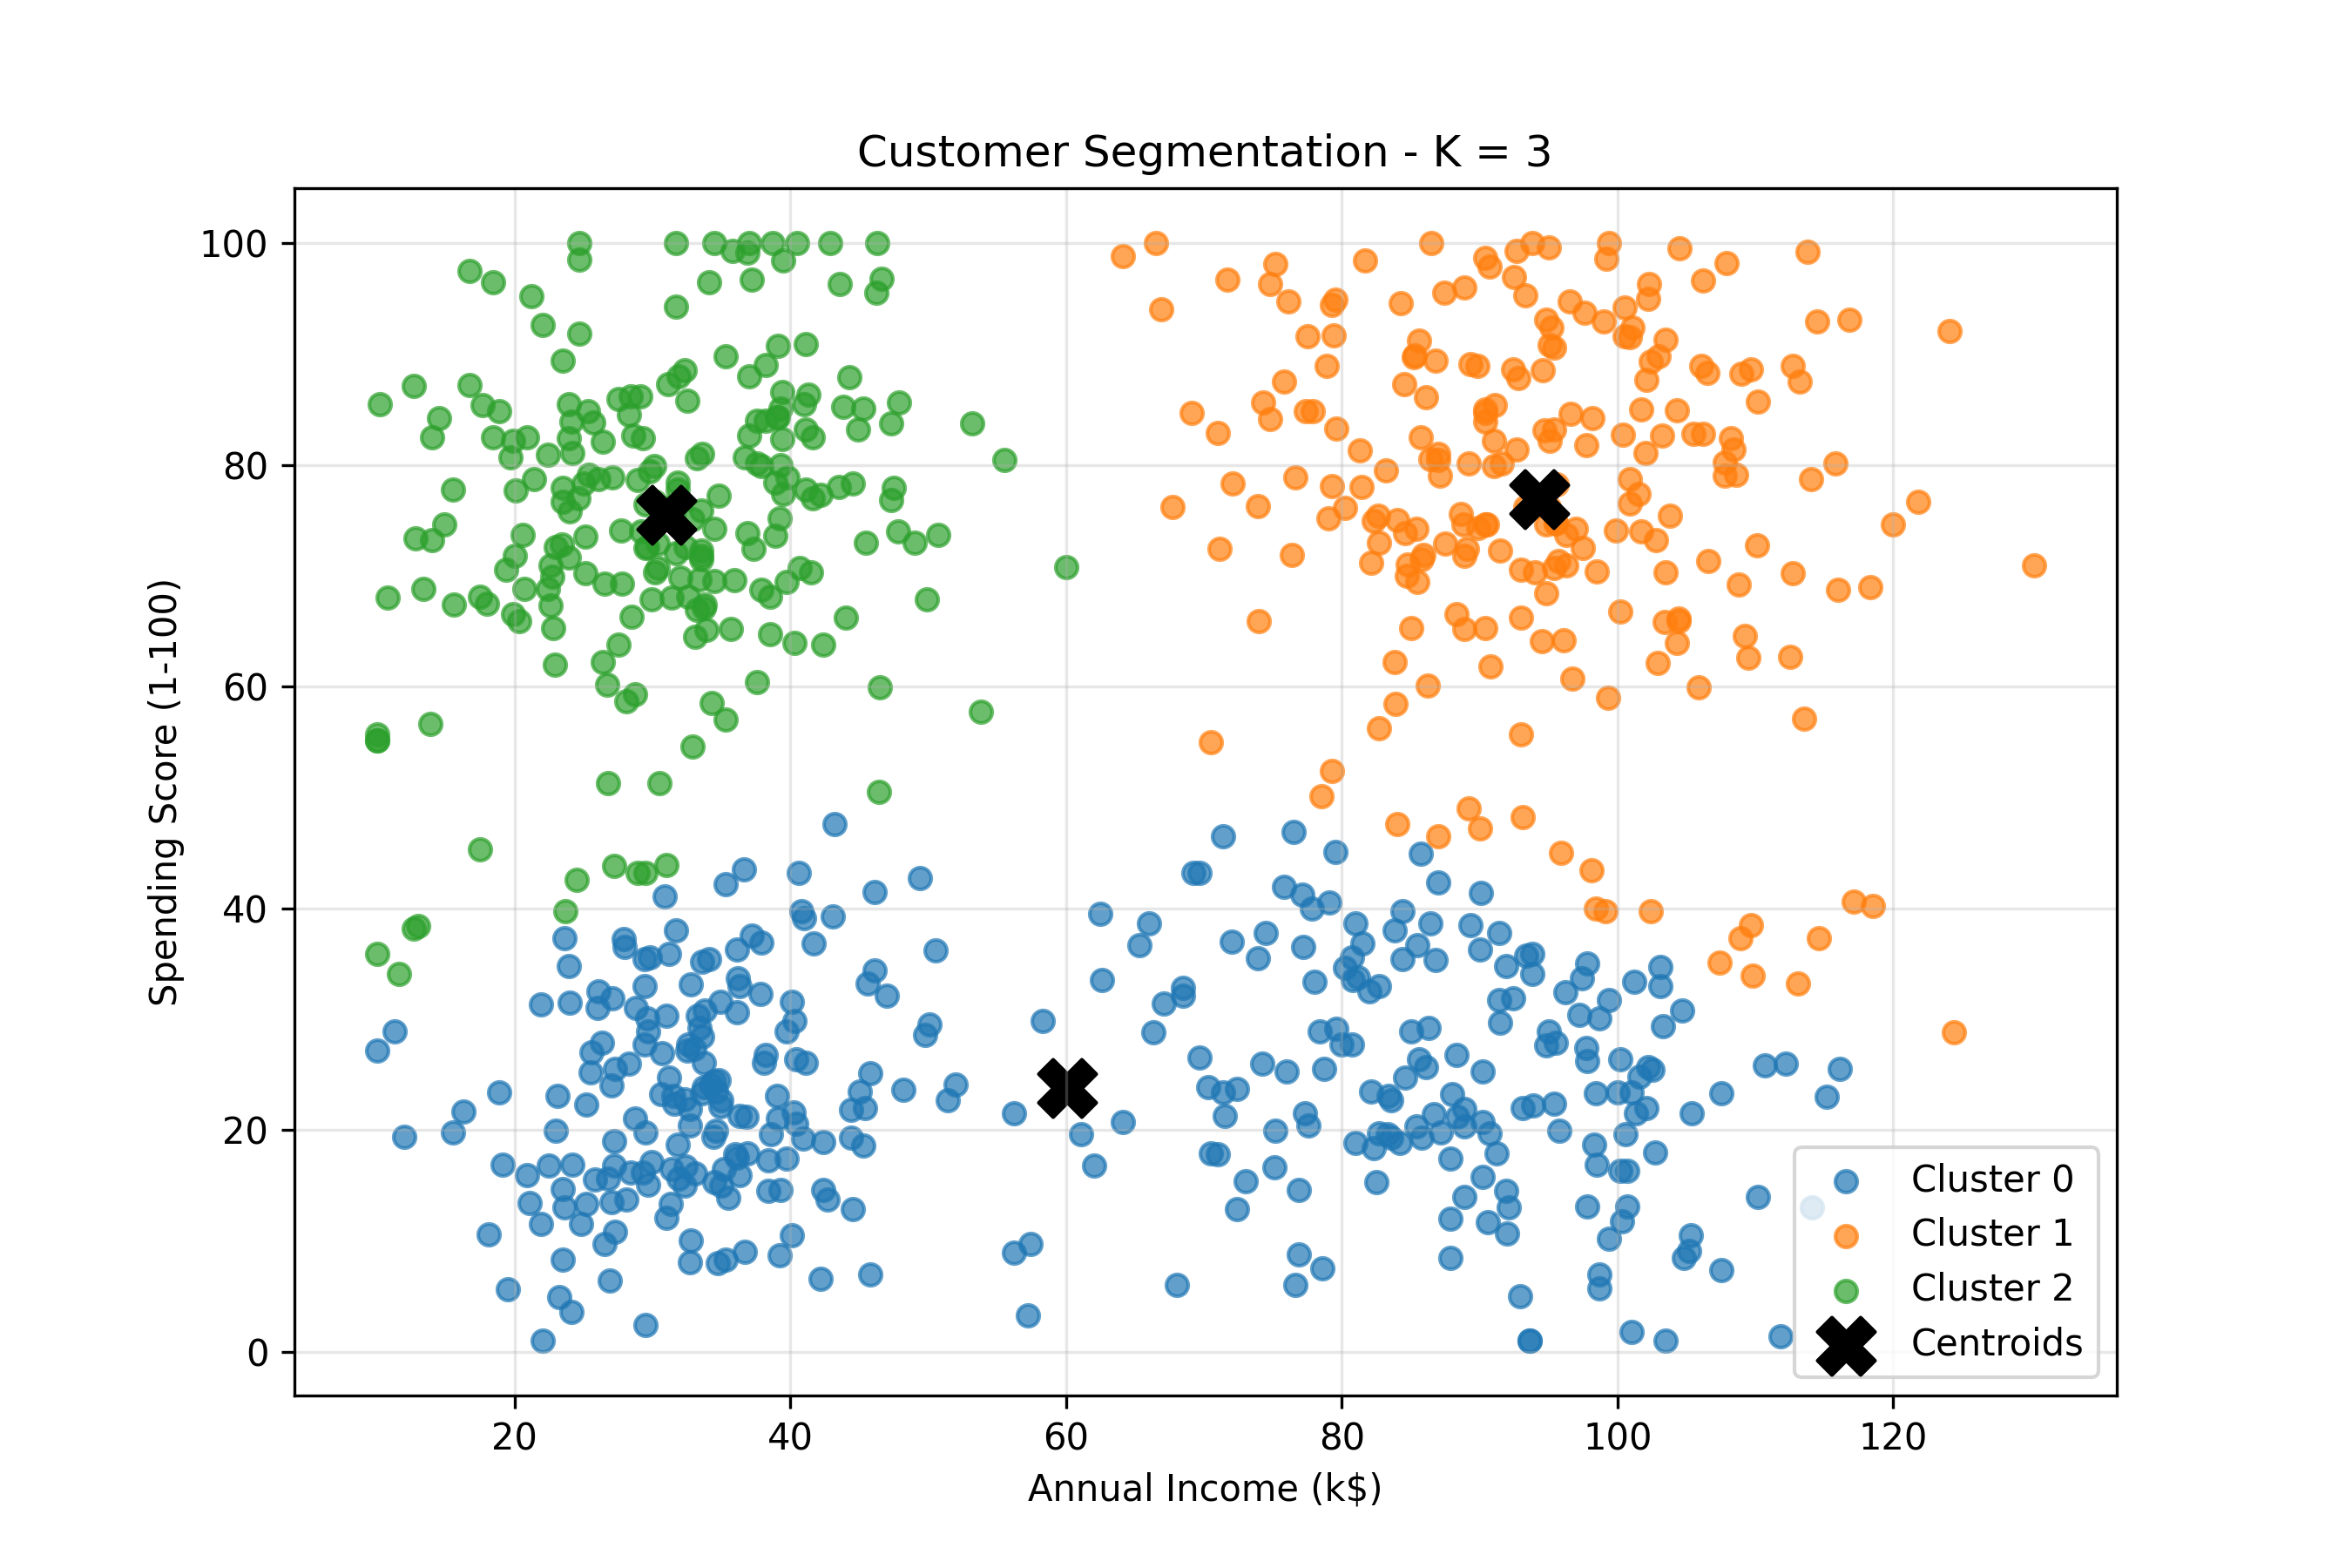 Customer Segmentation - K = 3
100
80
60
40
20
0
Spending Score (1-100)
20 40 60 80 100 120
Annual Income (k$)
Cluster 0
Cluster 1
Cluster 2
Centroids